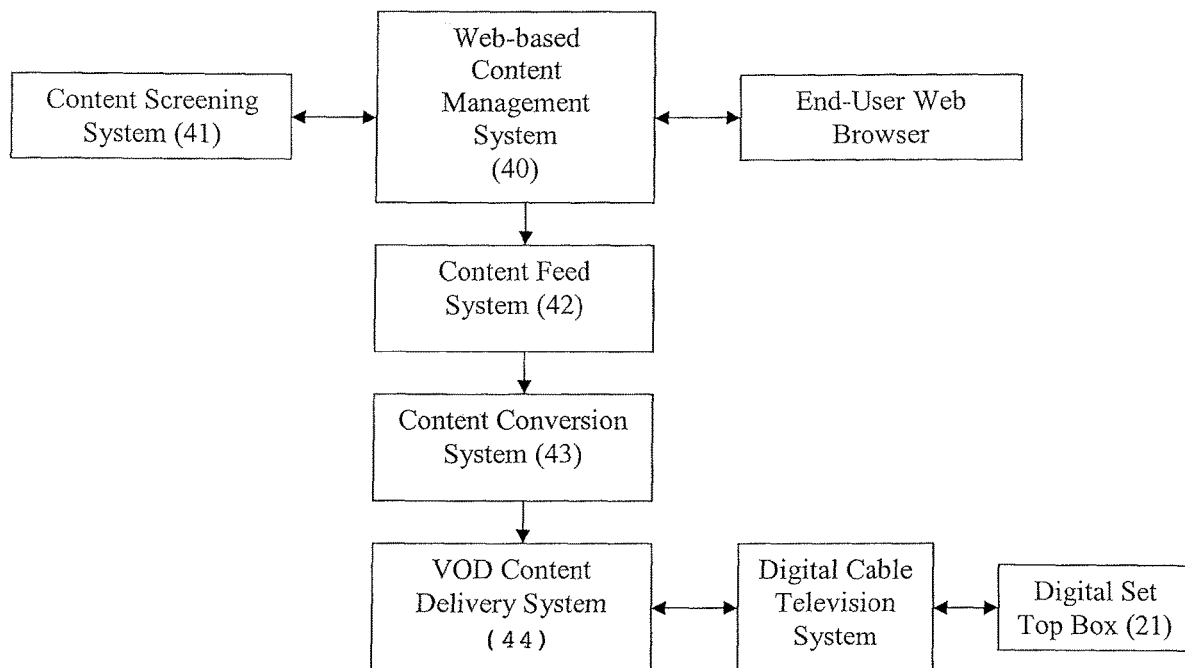 Web-based
Content
Management
System
(40)
Content Screening
System (41)
End-User Web
Browser
Content Feed
System (42)
Content Conversion
System (43)
VOD Content
Delivery System
(44)
Digital Cable
Television
System
Digital Set
Top Box (21)